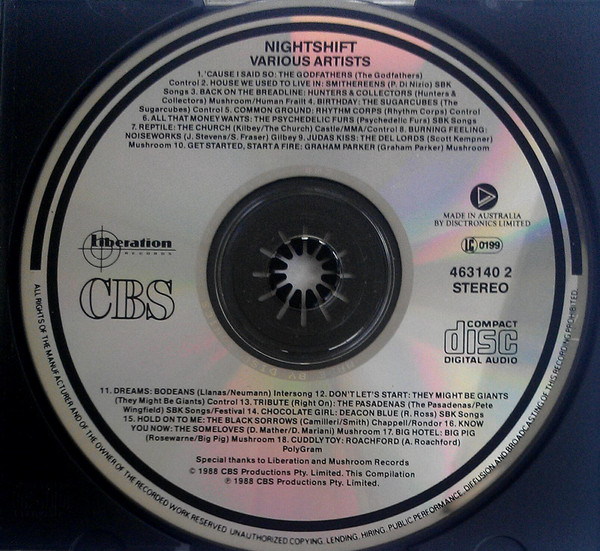 NIGHTSHIFT
VARIOUS ARTISTS
1. 'CAUSE I SAID SO: THE GODFATHERS (The Godfathers)
Control 2. HOUSE WE USED TO LIVE IN: SMITHEREENS (P. Di Nizio) SBK
Songs 3. BACK ON THE BREADLINE: HUNTERS & COLLECTORS (Hunters &
Collectors) Mushroom/Human Frailt 4. BIRTHDAY: THE SUGARCUBES (The
Sugarcubes) Control 5. COMMON GROUND: RHYTHM CORPS (Rhythm Corps) Control
6. ALL THAT MONEY WANTS: THE PSYCHEDELIC FURS (Psychedelic Furs) SBK Songs
7. REPTILE: THE CHURCH (Kilbey/The Church) Castle/MMA/Control 8. BURNING FEELING:
NOISEWORKS (J. Stevens/S. Fraser) Gilbey 9. JUDAS KISS: THE DEL LORDS (Scott Kempner)
Mushroom 10. GET STARTED, START A FIRE: GRAHAM PARKER (Graham Parker) Mushroom
MADE IN AUSTRALIA
BY DISCTRONICS LIMITED
Liberation
RECORDS
LC 0199
CBS
463140 2
STEREO
COMPACT
disc
DIGITAL AUDIO
11. DREAMS: BODEANS (Llanas/Neumann) Intersong 12. DON'T LET'S START: THEY MIGHT BE GIANTS
(They Might Be Giants) Control 13. TRIBUTE (Right On): THE PASADENAS (The Pasadenas/Pete
Wingfield) SBK Songs/Festival 14. CHOCOLATE GIRL: DEACON BLUE (R. Ross) SBK Songs
15. HOLD ON TO ME: THE BLACK SORROWS (Camilleri/Smith) Chappell/Rondor 16. KNOW
YOU NOW: THE SOMELOVES (D. Mather/D. Mariani) Mushroom 17. BIG HOTEL: BIG PIG
(Rosewarne/Big Pig) Mushroom 18. CUDDLYTOY: ROACHFORD (A. Roachford)
PolyGram
Special thanks to Liberation and Mushroom Records
© 1988 CBS Productions Pty. Limited. This Compilation
℗ 1988 CBS Productions Pty. Limited.
ALL RIGHTS OF THE MANUFACTURER AND OF THE OWNER OF THE RECORDED WORK RESERVED. UNAUTHORIZED COPYING, LENDING, HIRING, PUBLIC PERFORMANCE, DIFFUSION AND BROADCASTING OF THIS RECORDING PROHIBITED.